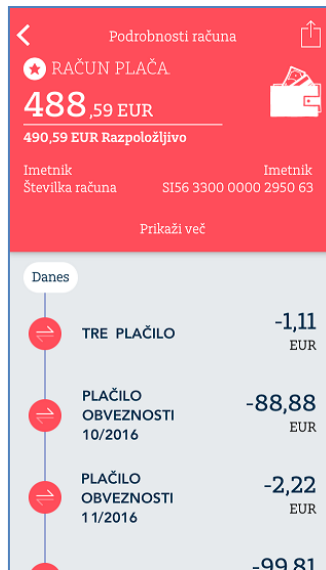 Podrobnosti računa
RAČUN PLAČA
488,59 EUR
490,59 EUR Razpoložljivo
Imetnik Imetnik
Številka računa SI56 3300 0000 2950 63
Prikaži več
Danes
TRE PLAČILO -1,11
EUR
PLAČILO
OBVEZNOSTI -88,88
10/2016 EUR
PLAČILO
OBVEZNOSTI -2,22
11/2016 EUR
-99,81